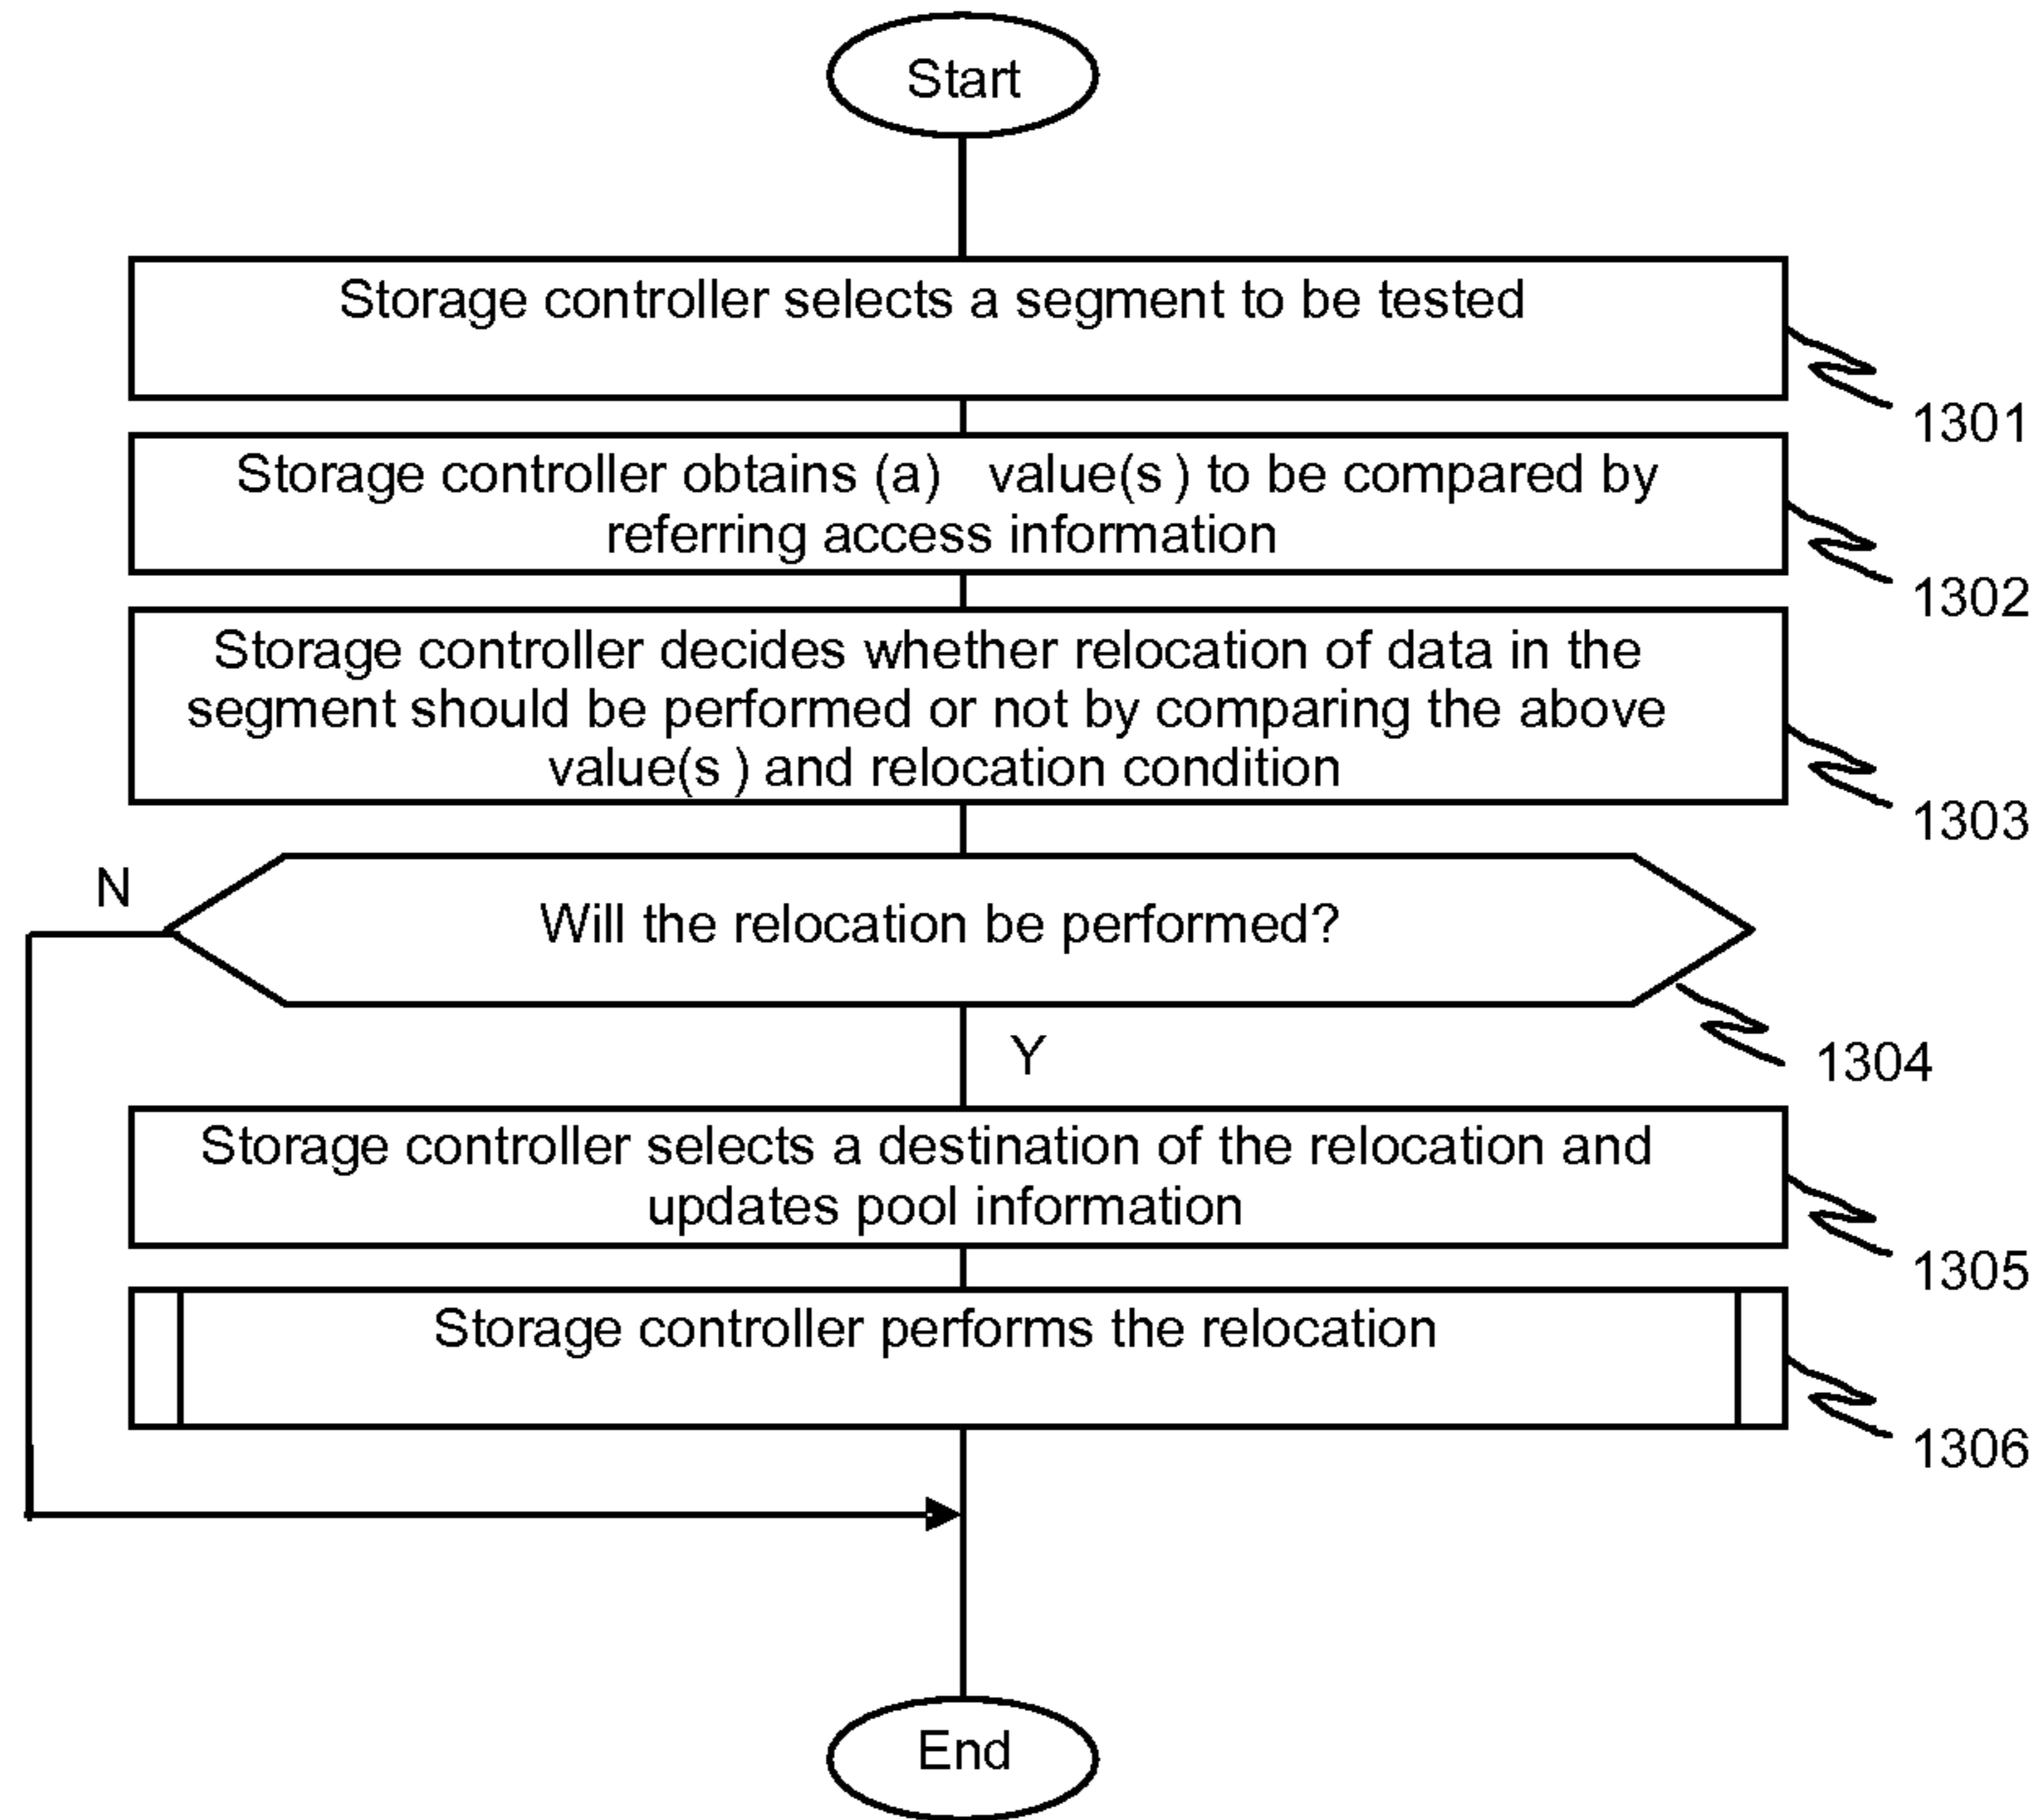 Start
Storage controller selects a segment to be tested
1301
Storage controller obtains (a) value(s ) to be compared by
referring access information
1302
Storage controller decides whether relocation of data in the
segment should be performed or not by comparing the above
value(s ) and relocation condition
1303
N
Will the relocation be performed?
1304
Y
Storage controller selects a destination of the relocation and
updates pool information
1305
Storage controller performs the relocation
1306
End